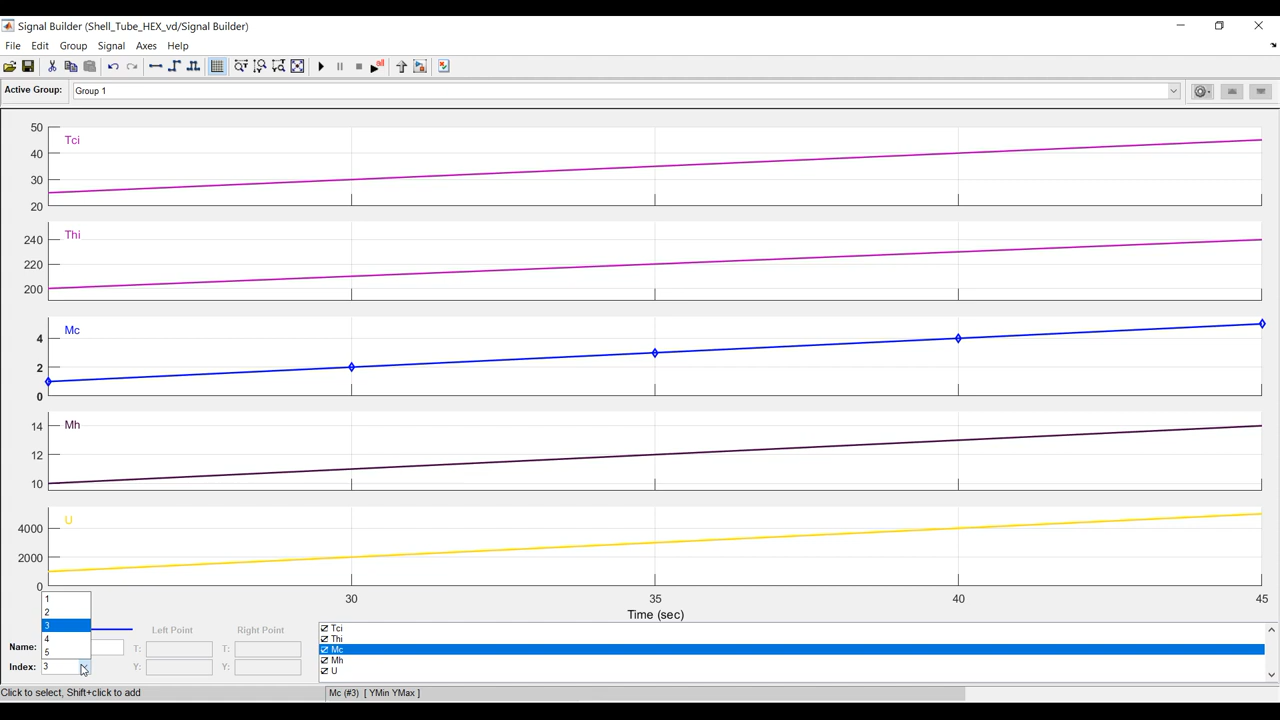 Signal Builder (Shell_Tube_HEX_vd/Signal Builder)
File Edit Group Signal Axes Help
all
Active Group: Group 1
50
Tci
40
30
20
Thi
240
220
200
Mc
4
2
0
Mh
14
12
10
U
4000
2000
0
30 35 40 45
Time (sec)
1
2
3
4
5
Left Point Right Point
Name: T: T:
Index: 3 Y: Y:
Tci
Thi
Mc
Mh
U
Click to select, Shift+click to add
Mc (#3) [ YMin YMax ]